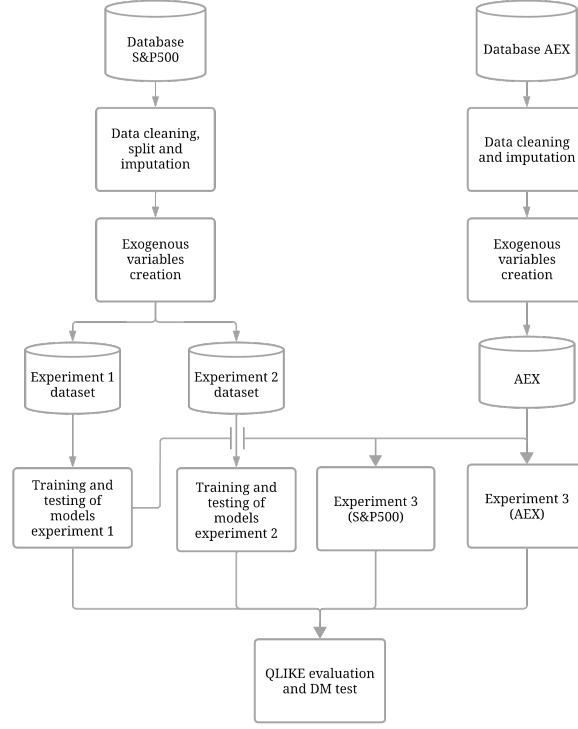 Database
S&P500
Database AEX
Data cleaning,
split and
imputation
Data cleaning
and imputation
Exogenous
variables
creation
Exogenous
variables
creation
Experiment 1
dataset
Experiment 2
dataset
AEX
Training and
testing of
models
experiment 1
Training and
testing of
models
experiment 2
Experiment 3
(S&P500)
Experiment 3
(AEX)
QLIKE evaluation
and DM test